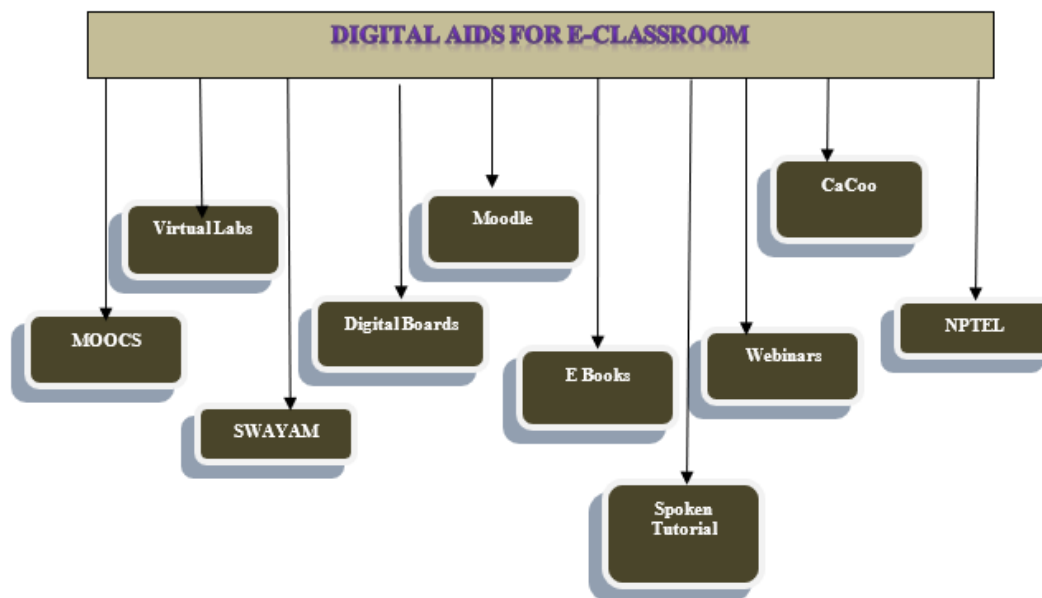 DIGITAL AIDS FOR E-CLASSROOM
CaCoo
Virtual Labs
Moodle
MOOCS
Digital Boards
NPTEL
E Books
Webinars
SWAYAM
Spoken
Tutorial